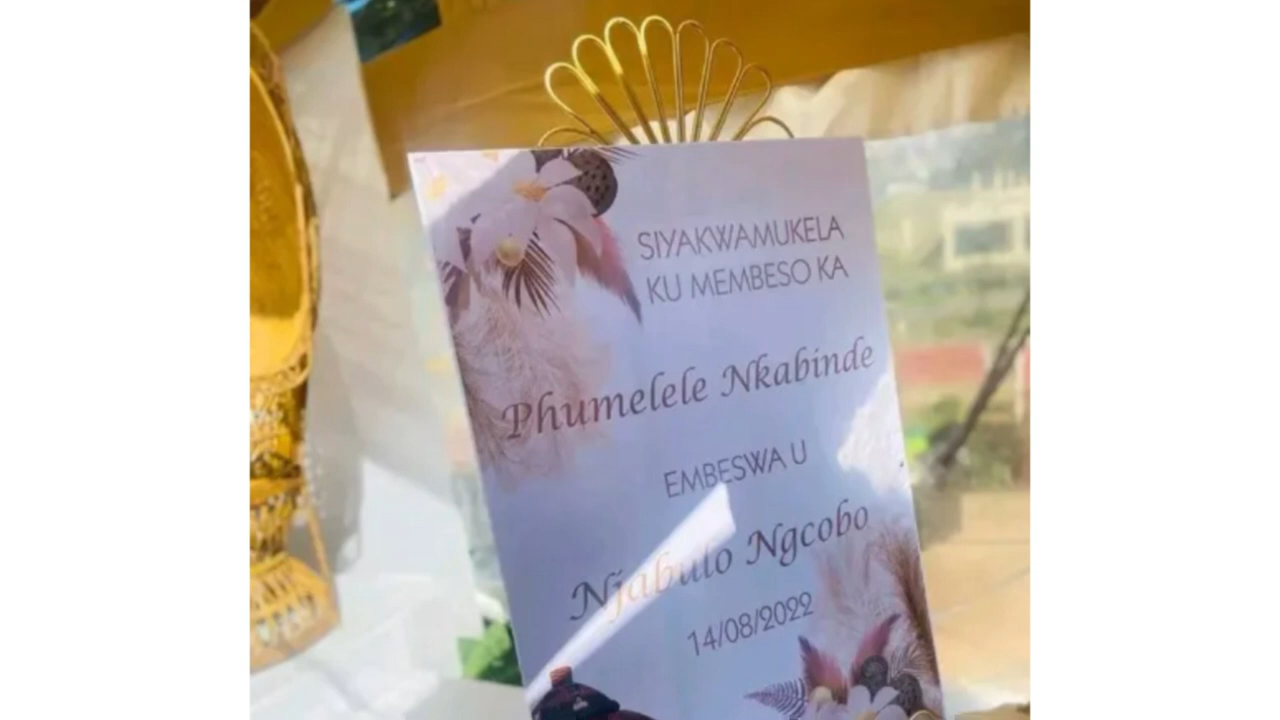 SIYAKWAMUKELA
KU MEMBESO KA
Phumelele Nkabinde
EMBESWA U
Njabulo Ngcobo
14/08/2022